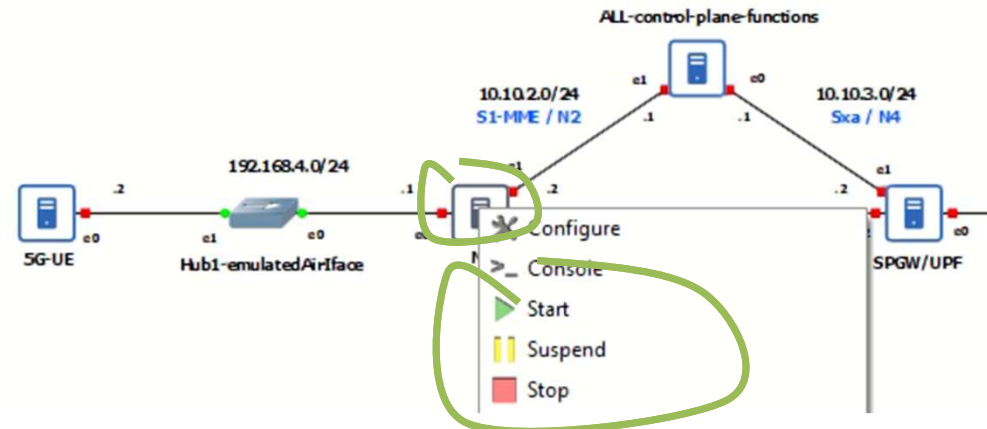 ALL-control-plane-functions
e1
e0
10.10.2.0/24
10.10.3.0/24
S1-MME / N2
.1
.1
Sxa / N4
192.168.4.0/24
e1
e1
.2
.1
.2
.2
e0
e1
e0
e0
5G-UE
Hub1-emulatedAirIface
SPGW/UPF
Configure
Console
Start
Suspend
Stop